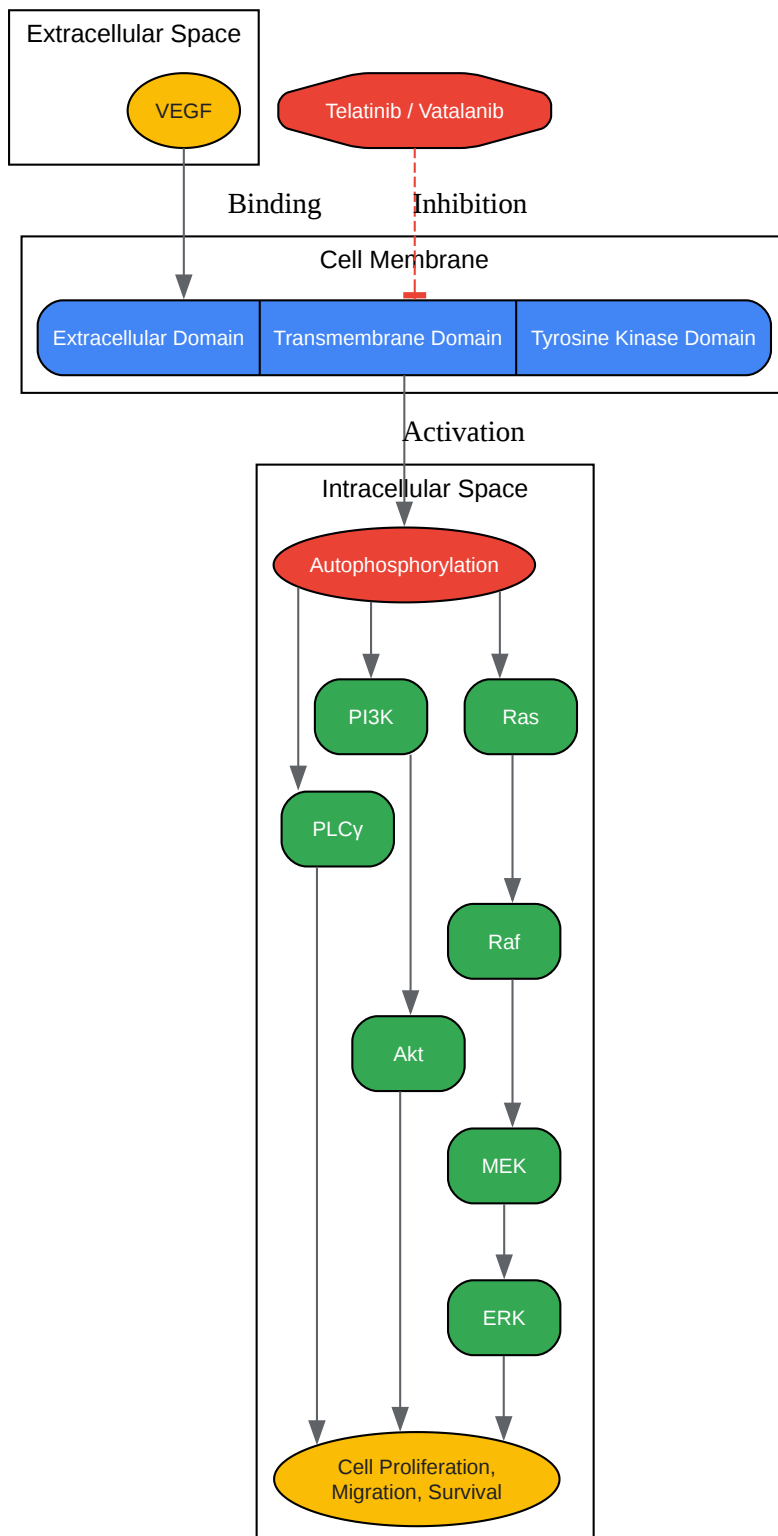 Extracellular Space
VEGF
Telatinib / Vatalanib
Binding
Inhibition
Cell Membrane
Extracellular Domain
Transmembrane Domain
Tyrosine Kinase Domain
Activation
Intracellular Space
Autophosphorylation
PI3K
Ras
PLCγ
Raf
Akt
MEK
ERK
Cell Proliferation,
Migration, Survival